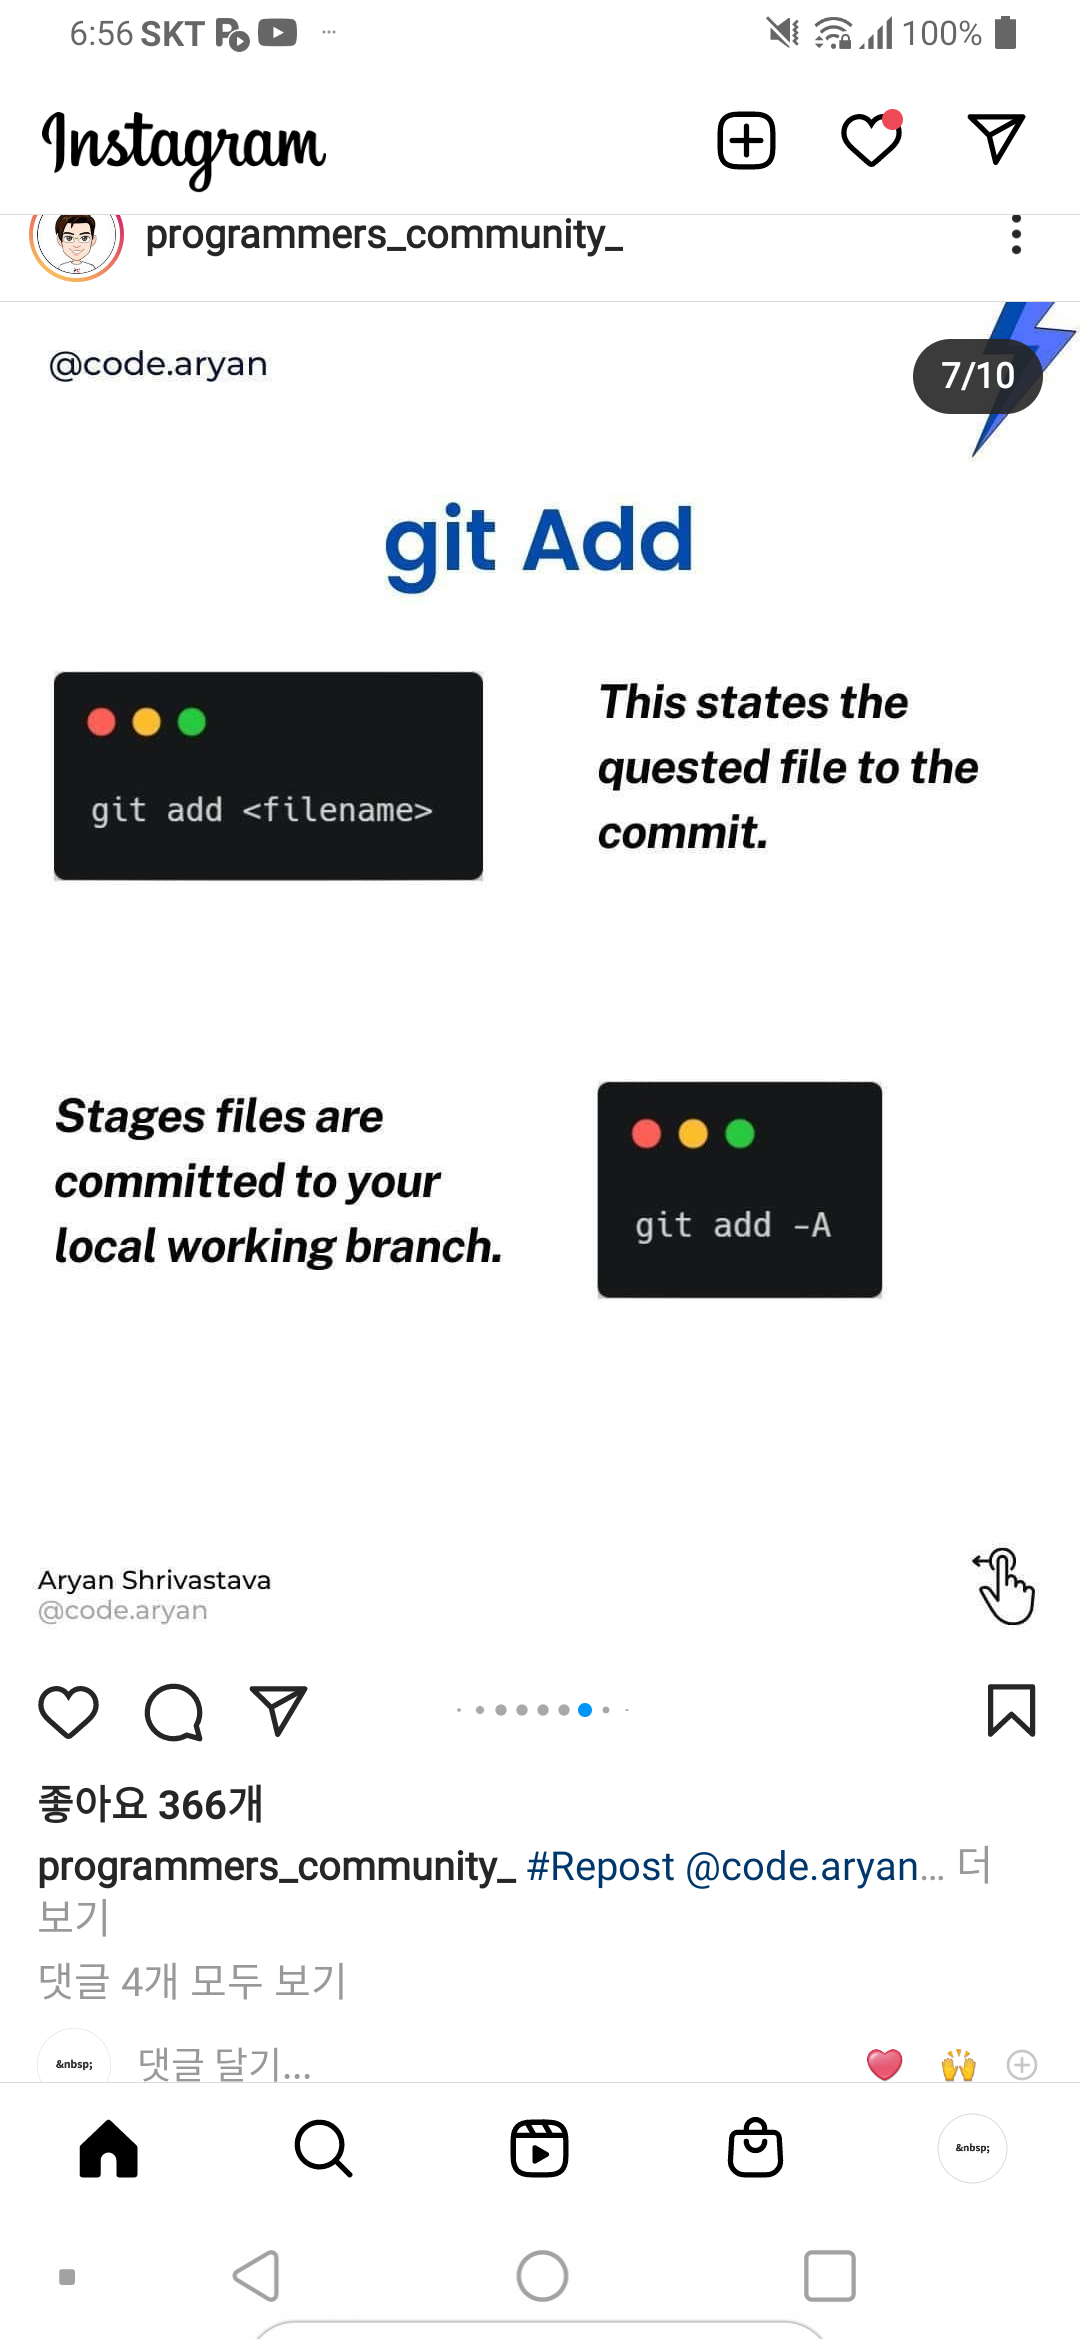 6:56 SKT
100%
Instagram
programmers_community_
@code.aryan
7/10
git Add
This states the
quested file to the
commit.
git add <filename>
Stages files are
committed to your
local working branch.
git add -A
Aryan Shrivastava
@code.aryan
좋아요 366개
programmers_community_ #Repost @code.aryan... 더
보기
댓글 4개 모두 보기
&nbsp;
댓글 달기...
&nbsp;